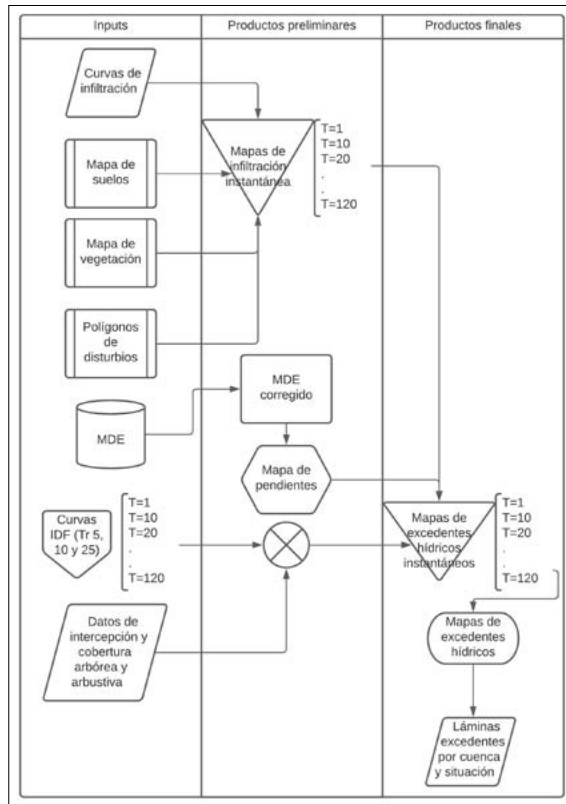 Inputs
Productos preliminares
Productos finales
Curvas de
infiltración
Mapa de
suelos
Mapa de
vegetación
Polígonos
de
disturbios
MDE
Curvas
IDF (Tr 5,
10 y 25)
T=1
T=10
T=20
.
.
T=120
Datos de
intercepción y
cobertura
arbórea y
arbustiva
Mapas de
infiltración
instantánea
T=1
T=10
T=20
.
.
T=120
MDE
corregido
Mapa de
pendientes
Mapas de
excedentes
hídricos
instantáneos
T=1
T=10
T=20
.
.
T=120
Mapas de
excedentes
hídricos
Láminas
excedentes
por cuenca
y situación